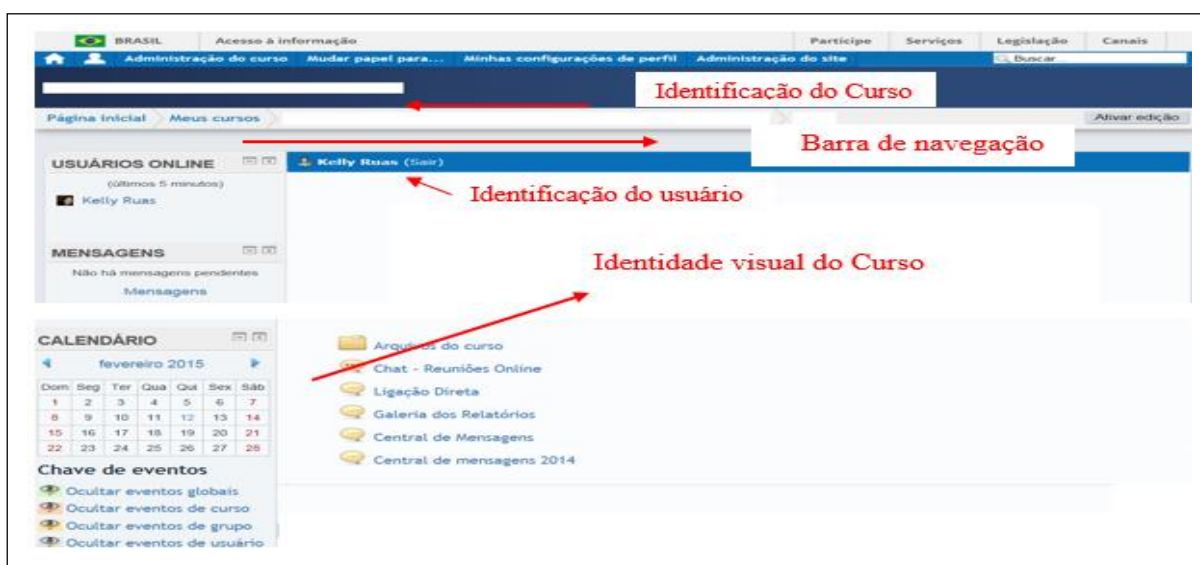 BRASIL Acesso à informação Participe Serviços Legislação Canais
Administração do curso Mudar papel para... Minhas configurações de perfil Administração do site Buscar
Identificação do Curso
Página inicial Meus cursos Ativar edição
Barra de navegação
USUÁRIOS ONLINE
(últimos 5 minutos)
Kelly Ruas
Kelly Ruas (Sair)
Identificação do usuário
MENSAGENS
Não há mensagens pendentes
Mensagens
Identidade visual do Curso
CALENDÁRIO
fevereiro 2015
Dom Seg Ter Qua Qui Sex Sáb
1 2 3 4 5 6 7
8 9 10 11 12 13 14
15 16 17 18 19 20 21
22 23 24 25 26 27 28
Chave de eventos
Ocultar eventos globais
Ocultar eventos de curso
Ocultar eventos de grupo
Ocultar eventos de usuário
Arquivos do curso
Chat - Reuniões Online
Ligação Direta
Galeria dos Relatórios
Central de Mensagens
Central de mensagens 2014